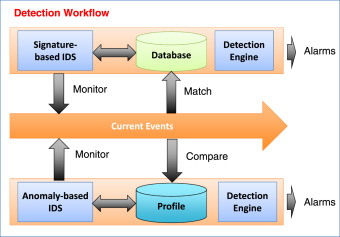 Detection Workflow
Signature-
based IDS
Database
Detection
Engine
Alarms
Monitor
Match
Current Events
Monitor
Compare
Anomaly-based
IDS
Profile
Detection
Engine
Alarms